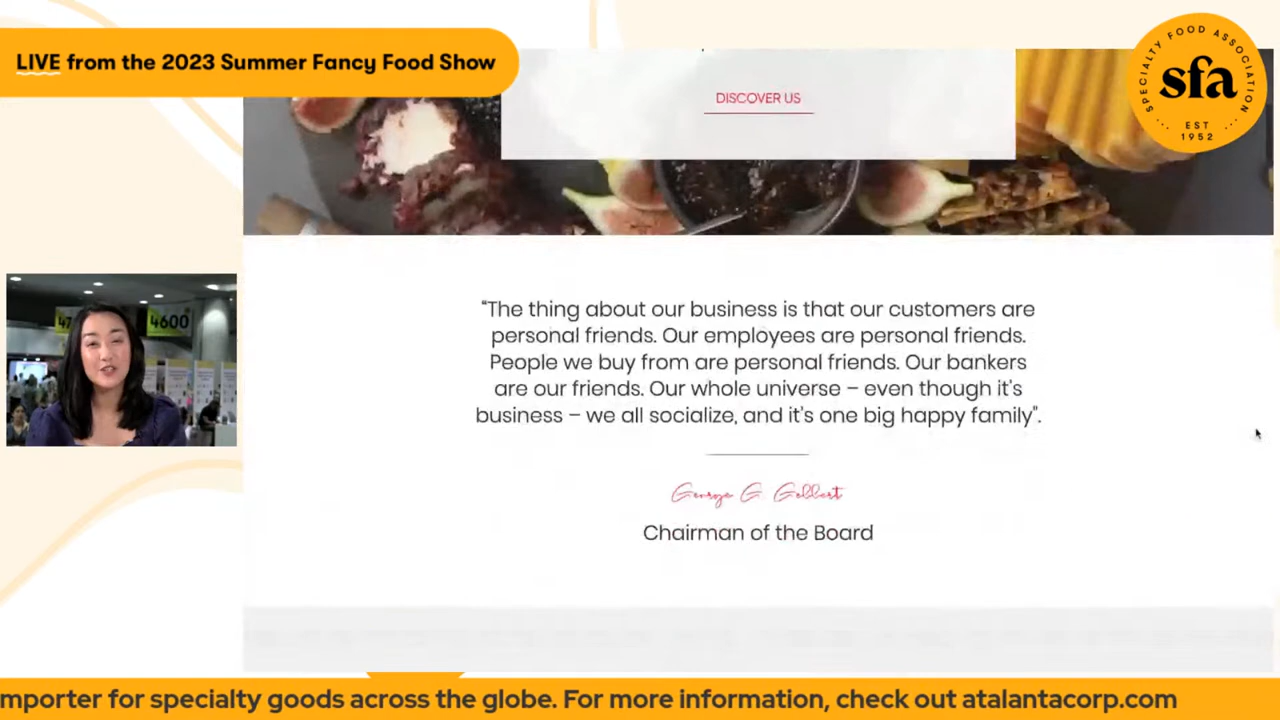 LIVE from the 2023 Summer Fancy Food Show
SPECIALTY FOOD ASSOCIATION
sfa
EST
1952
DISCOVER US
47
4600
"The thing about our business is that our customers are
personal friends. Our employees are personal friends.
People we buy from are personal friends. Our bankers
are our friends. Our whole universe – even though it's
business – we all socialize, and it's one big happy family".
George G. Gellert
Chairman of the Board
mporter for specialty goods across the globe. For more information, check out atalantacorp.com